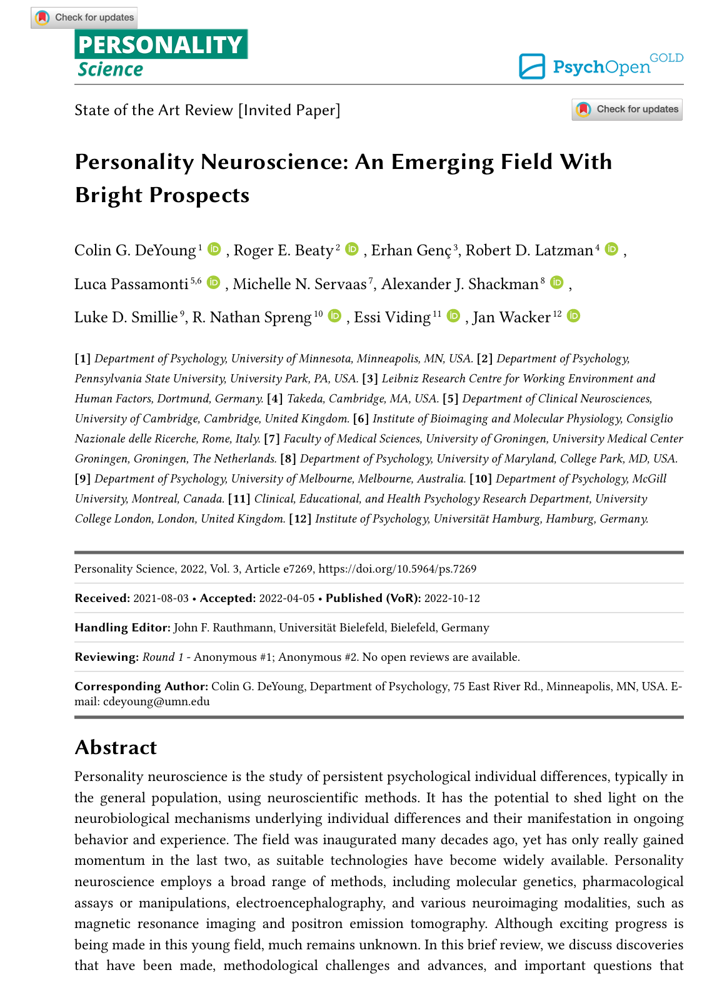 Check for updates
PERSONALITY
Science
PsychOpen GOLD
State of the Art Review [Invited Paper]
Check for updates
Personality Neuroscience: An Emerging Field With
Bright Prospects
Colin G. DeYoung 1 iD , Roger E. Beaty 2 iD , Erhan Genç 3, Robert D. Latzman 4 iD ,
Luca Passamonti 5,6 iD , Michelle N. Servaas 7, Alexander J. Shackman 8 iD ,
Luke D. Smillie 9, R. Nathan Spreng 10 iD , Essi Viding 11 iD , Jan Wacker 12 iD
[1] Department of Psychology, University of Minnesota, Minneapolis, MN, USA. [2] Department of Psychology,
Pennsylvania State University, University Park, PA, USA. [3] Leibniz Research Centre for Working Environment and
Human Factors, Dortmund, Germany. [4] Takeda, Cambridge, MA, USA. [5] Department of Clinical Neurosciences,
University of Cambridge, Cambridge, United Kingdom. [6] Institute of Bioimaging and Molecular Physiology, Consiglio
Nazionale delle Ricerche, Rome, Italy. [7] Faculty of Medical Sciences, University of Groningen, University Medical Center
Groningen, Groningen, The Netherlands. [8] Department of Psychology, University of Maryland, College Park, MD, USA.
[9] Department of Psychology, University of Melbourne, Melbourne, Australia. [10] Department of Psychology, McGill
University, Montreal, Canada. [11] Clinical, Educational, and Health Psychology Research Department, University
College London, London, United Kingdom. [12] Institute of Psychology, Universität Hamburg, Hamburg, Germany.
Personality Science, 2022, Vol. 3, Article e7269, https://doi.org/10.5964/ps.7269
Received: 2021-08-03 • Accepted: 2022-04-05 • Published (VoR): 2022-10-12
Handling Editor: John F. Rauthmann, Universität Bielefeld, Bielefeld, Germany
Reviewing: Round 1 - Anonymous #1; Anonymous #2. No open reviews are available.
Corresponding Author: Colin G. DeYoung, Department of Psychology, 75 East River Rd., Minneapolis, MN, USA. E-
mail: cdeyoung@umn.edu
Abstract
Personality neuroscience is the study of persistent psychological individual differences, typically in
the general population, using neuroscientific methods. It has the potential to shed light on the
neurobiological mechanisms underlying individual differences and their manifestation in ongoing
behavior and experience. The field was inaugurated many decades ago, yet has only really gained
momentum in the last two, as suitable technologies have become widely available. Personality
neuroscience employs a broad range of methods, including molecular genetics, pharmacological
assays or manipulations, electroencephalography, and various neuroimaging modalities, such as
magnetic resonance imaging and positron emission tomography. Although exciting progress is
being made in this young field, much remains unknown. In this brief review, we discuss discoveries
that have been made, methodological challenges and advances, and important questions that